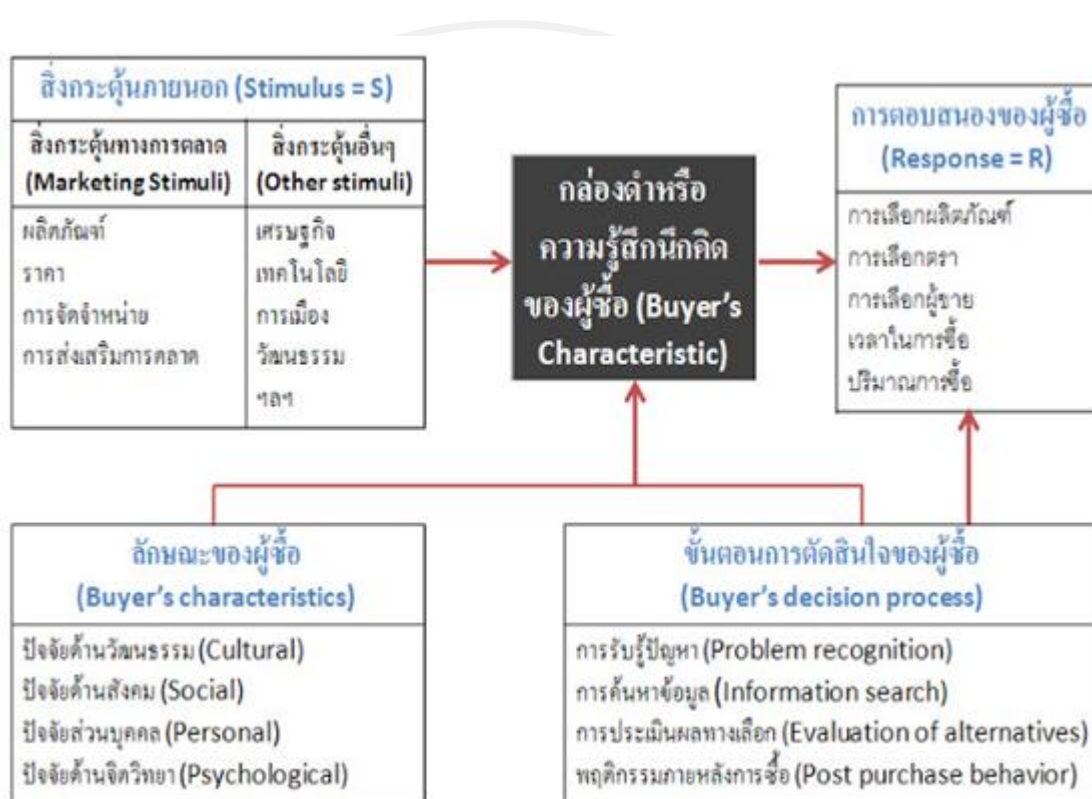 สิ่งกระตุ้นภายนอก (Stimulus = S)
สิ่งกระตุ้นทางการตลาด
(Marketing Stimuli)
สิ่งกระตุ้นอื่นๆ
(Other stimuli)
ผลิตภัณฑ์
ราคา
การจัดจำหน่าย
การส่งเสริมการตลาด
เศรษฐกิจ
เทคโนโลยี
การเมือง
วัฒนธรรม
ฯลฯ
กล่องดำหรือ
ความรู้สึกนึกคิด
ของผู้ซื้อ (Buyer's
Characteristic)
การตอบสนองของผู้ซื้อ
(Response = R)
การเลือกผลิตภัณฑ์
การเลือกตรา
การเลือกผู้ขาย
เวลาในการซื้อ
ปริมาณการซื้อ
ลักษณะของผู้ซื้อ
(Buyer's characteristics)
ปัจจัยด้านวัฒนธรรม (Cultural)
ปัจจัยด้านสังคม (Social)
ปัจจัยส่วนบุคคล (Personal)
ปัจจัยด้านจิตวิทยา (Psychological)
ขั้นตอนการตัดสินใจของผู้ซื้อ
(Buyer's decision process)
การรับรู้ปัญหา (Problem recognition)
การค้นหาข้อมูล (Information search)
การประเมินผลทางเลือก (Evaluation of alternatives)
พฤติกรรมภายหลังการซื้อ (Post purchase behavior)